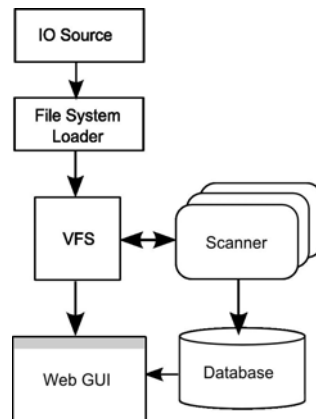 IO Source
File System
Loader
VFS
Scanner
Web GUI
Database